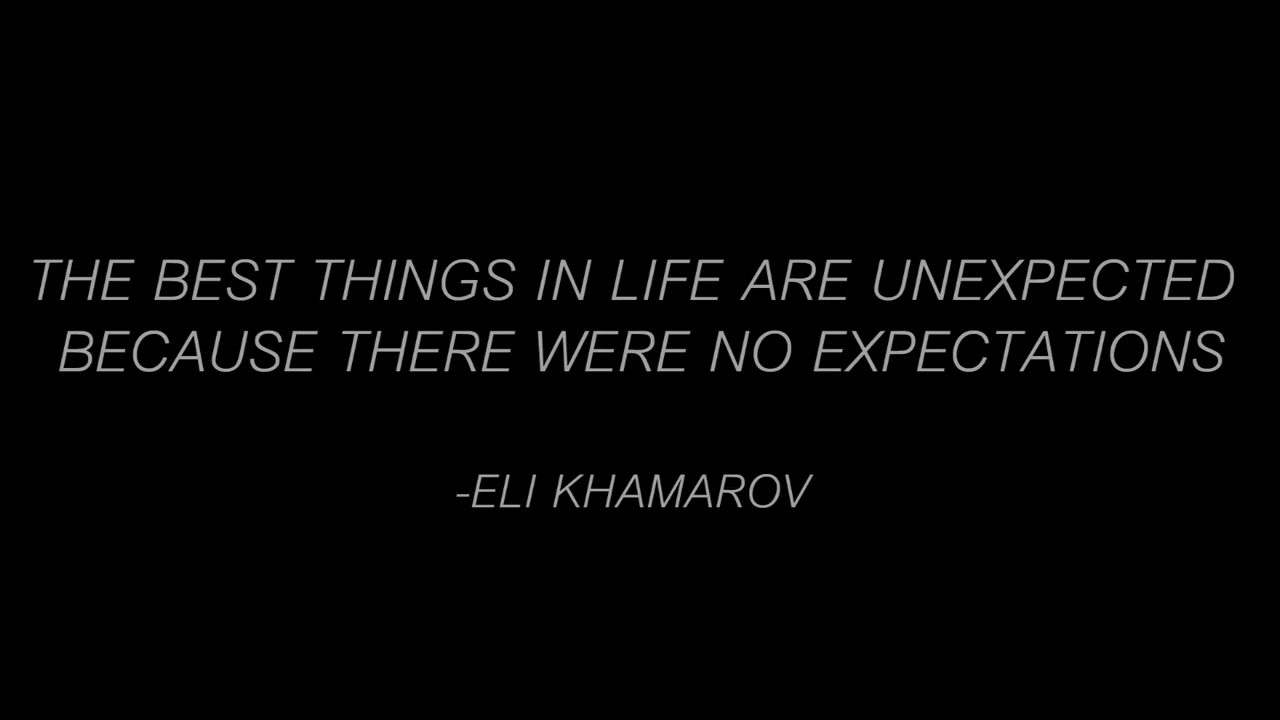 THE BEST THINGS IN LIFE ARE UNEXPECTED
BECAUSE THERE WERE NO EXPECTATIONS
-ELI KHAMAROV